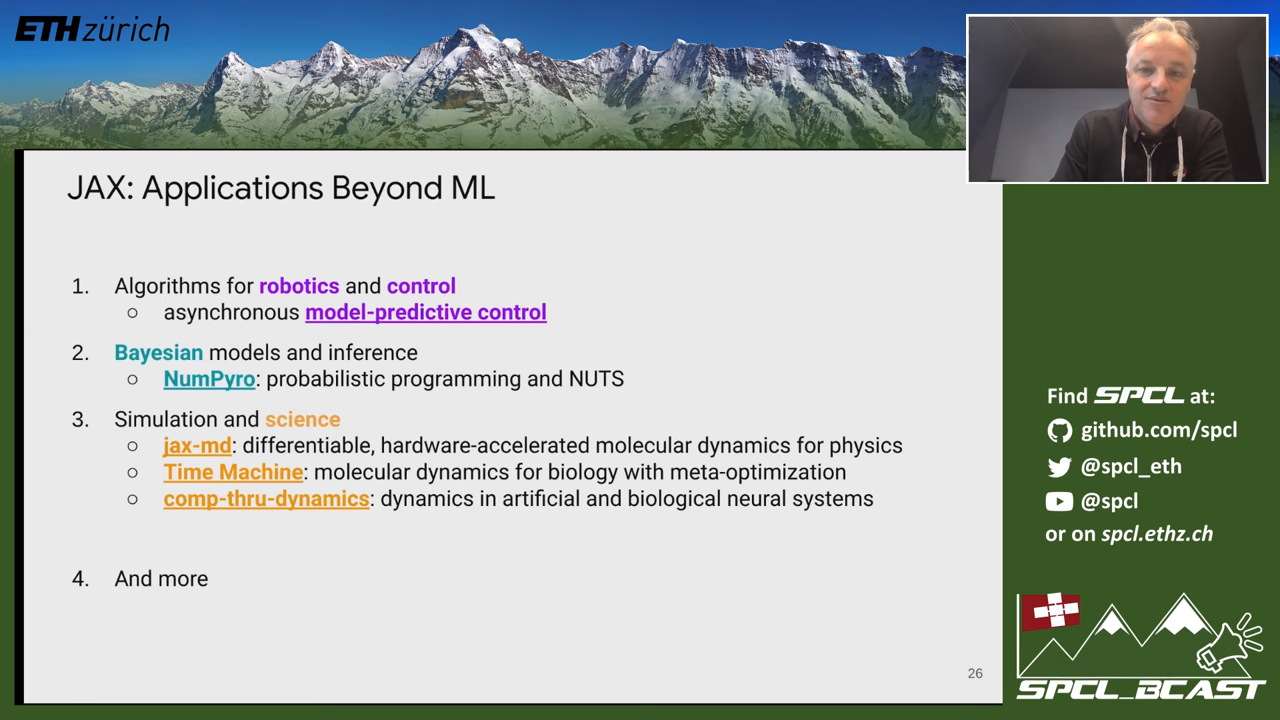 ETH zürich
JAX: Applications Beyond ML
1. Algorithms for robotics and control
○ asynchronous model-predictive control
2. Bayesian models and inference
○ NumPyro: probabilistic programming and NUTS
3. Simulation and science
○ jax-md: differentiable, hardware-accelerated molecular dynamics for physics
○ Time Machine: molecular dynamics for biology with meta-optimization
○ comp-thru-dynamics: dynamics in artificial and biological neural systems
4. And more
26
Find SPCL at:
github.com/spcl
@spcl_eth
@spcl
or on spcl.ethz.ch
SPCL_BCAST